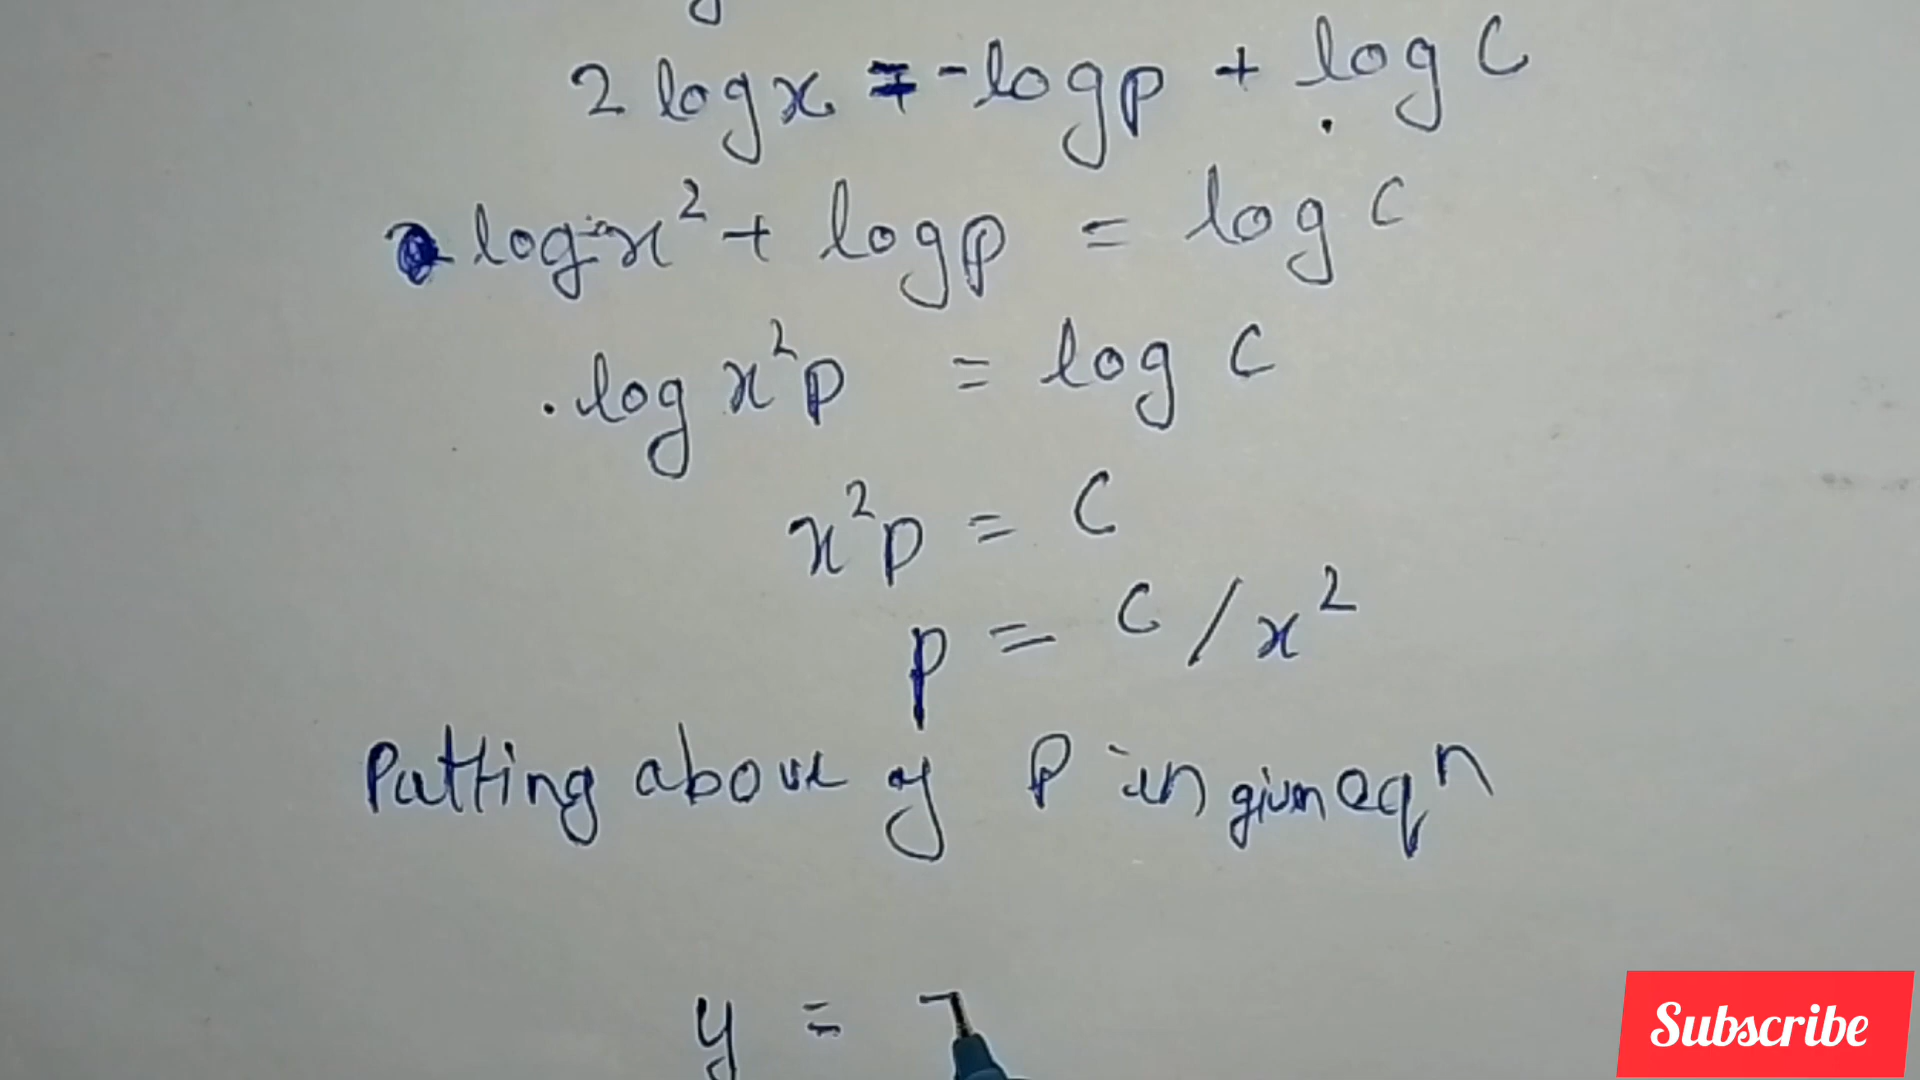 2 log x = -log p + log C
log x² + log p = log C
. log x²p = log C
x²p = C
p = C / x²
Putting above of P in given eqⁿ
y =
Subscribe